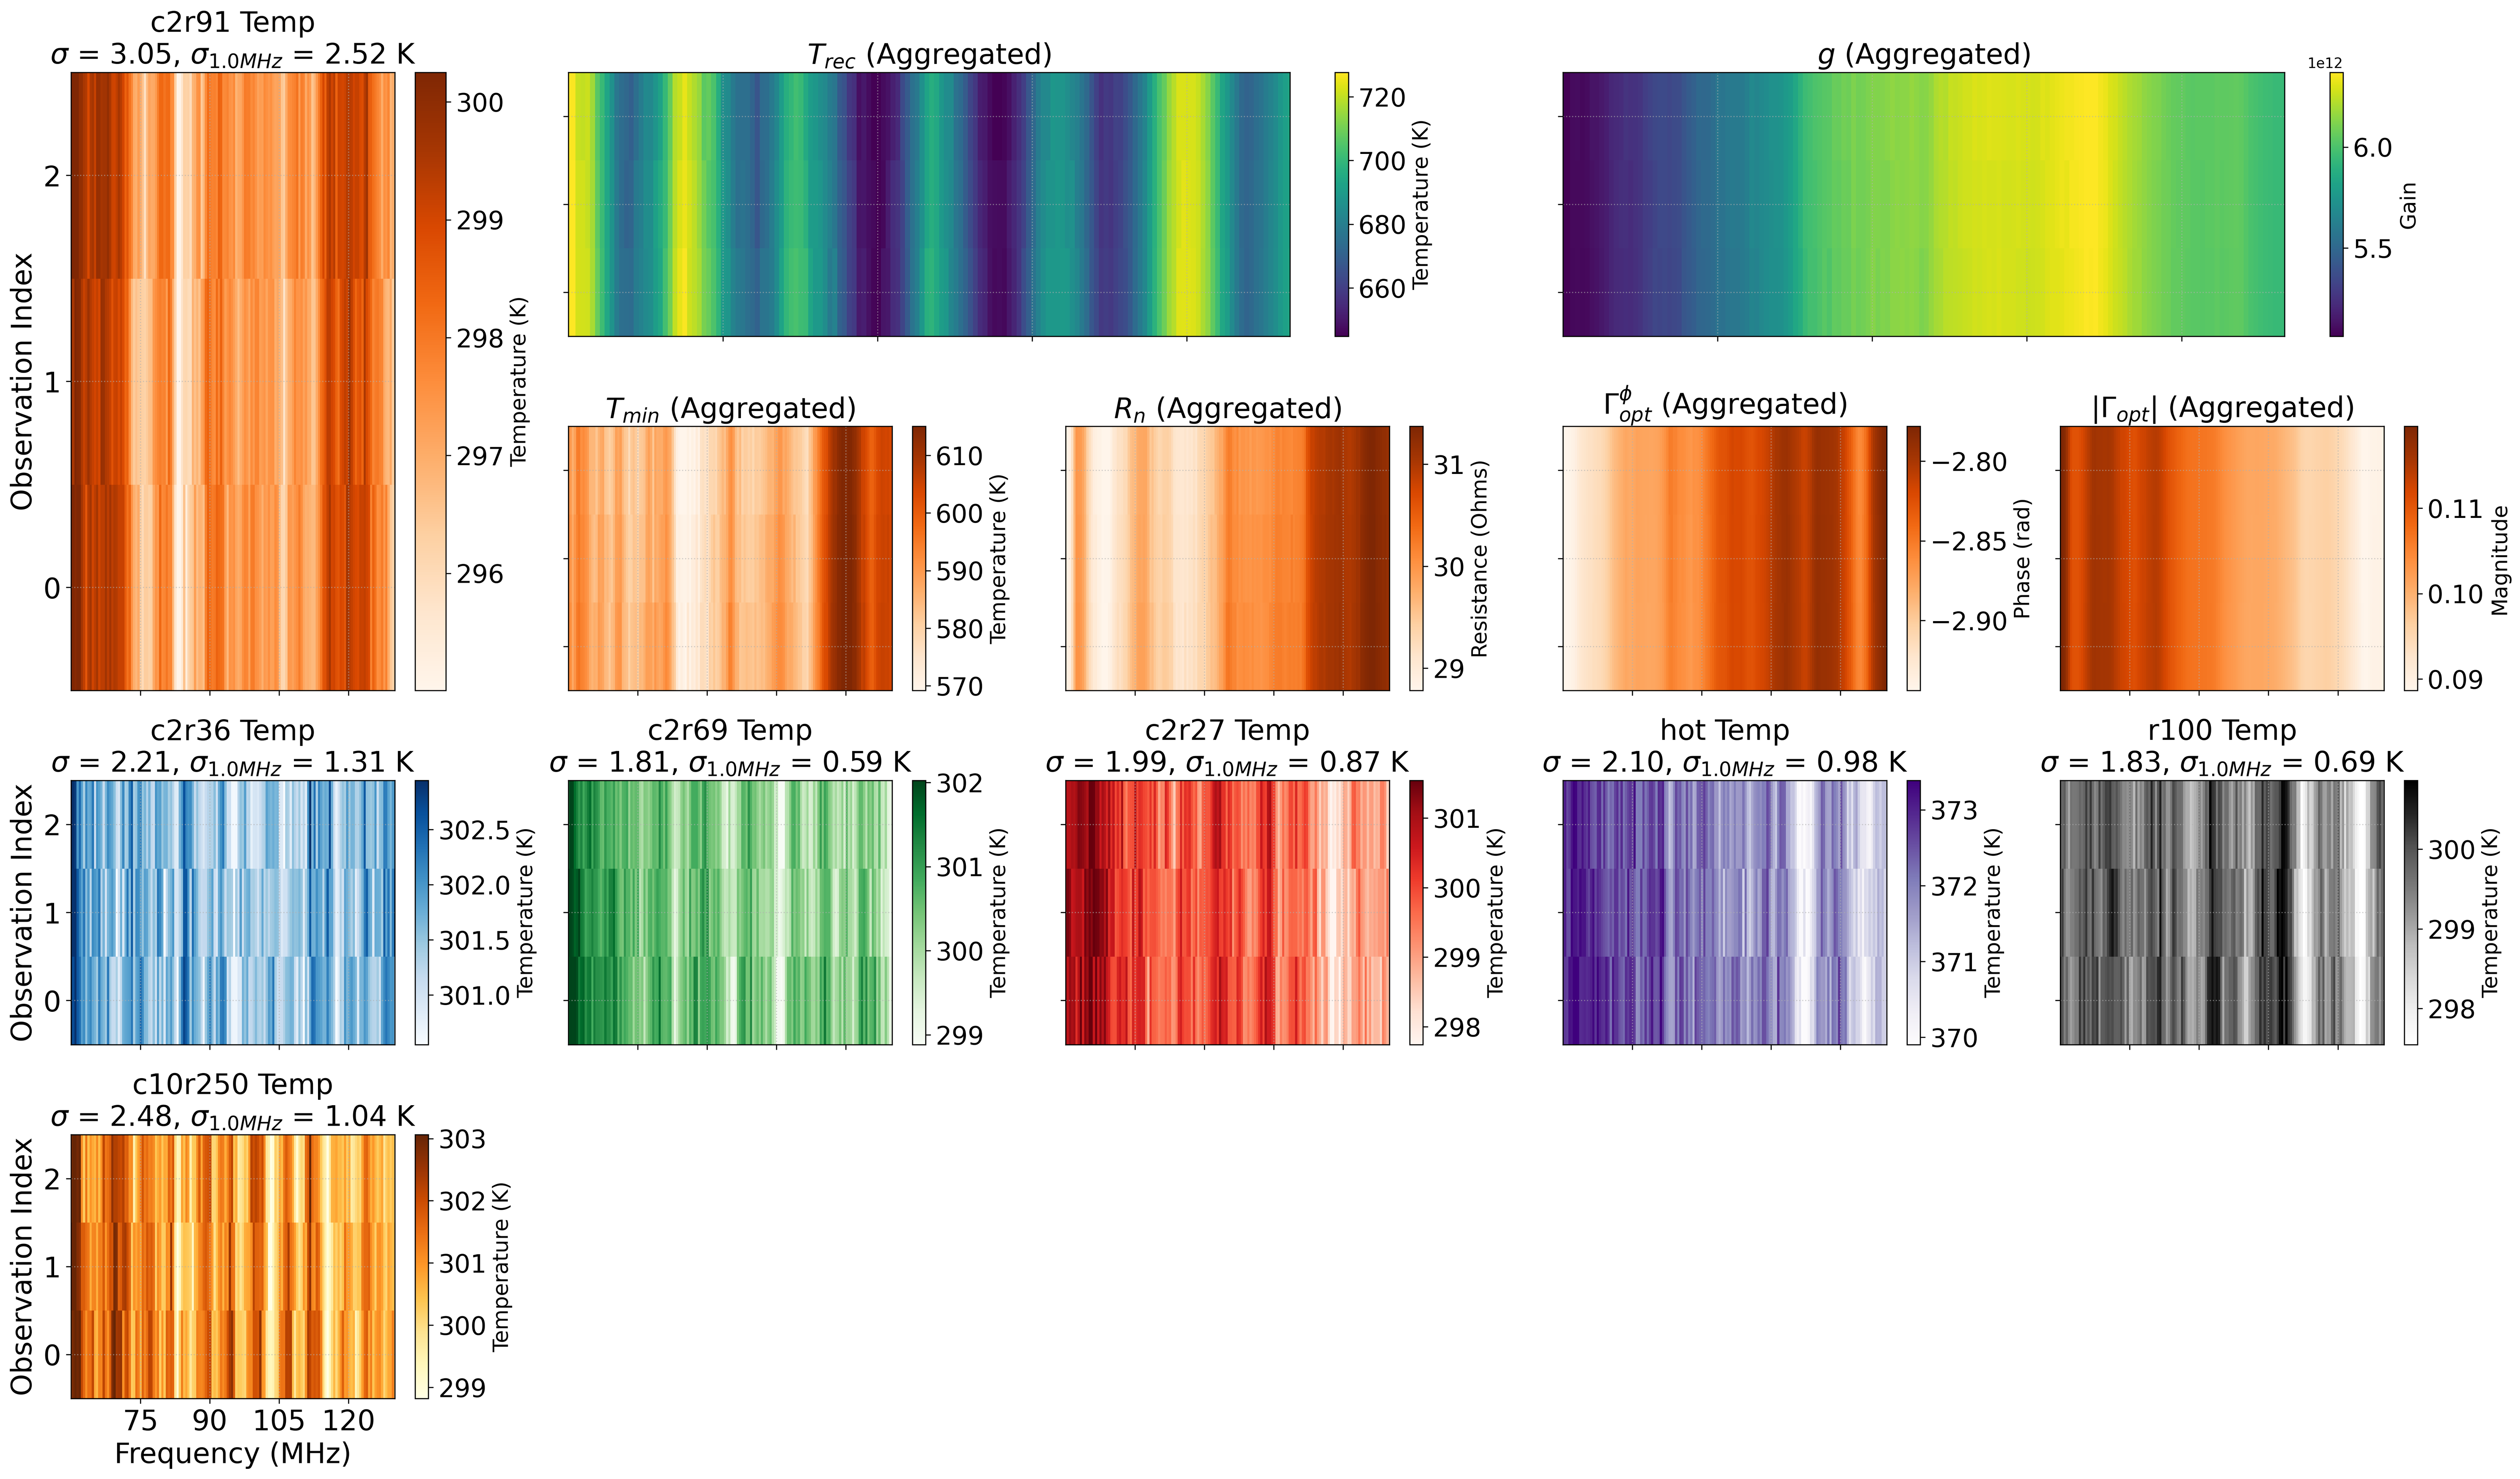 c2r91 Temp
σ = 3.05, σ1.0MHz = 2.52 K
Observation Index
2
1
0
300
299
298
297
296
Temperature (K)
Trec (Aggregated)
720
700
680
660
Temperature (K)
g (Aggregated)
1e12
6.0
5.5
Gain
Tmin (Aggregated)
610
600
590
580
570
Temperature (K)
Rn (Aggregated)
31
30
29
Resistance (Ohms)
Γϕopt (Aggregated)
−2.80
−2.85
−2.90
Phase (rad)
|Γopt| (Aggregated)
0.11
0.10
0.09
Magnitude
c2r36 Temp
σ = 2.21, σ1.0MHz = 1.31 K
Observation Index
2
1
0
302.5
302.0
301.5
301.0
Temperature (K)
c2r69 Temp
σ = 1.81, σ1.0MHz = 0.59 K
302
301
300
299
Temperature (K)
c2r27 Temp
σ = 1.99, σ1.0MHz = 0.87 K
301
300
299
298
Temperature (K)
hot Temp
σ = 2.10, σ1.0MHz = 0.98 K
373
372
371
370
Temperature (K)
r100 Temp
σ = 1.83, σ1.0MHz = 0.69 K
300
299
298
Temperature (K)
c10r250 Temp
σ = 2.48, σ1.0MHz = 1.04 K
Observation Index
2
1
0
303
302
301
300
299
Temperature (K)
75 90 105 120
Frequency (MHz)